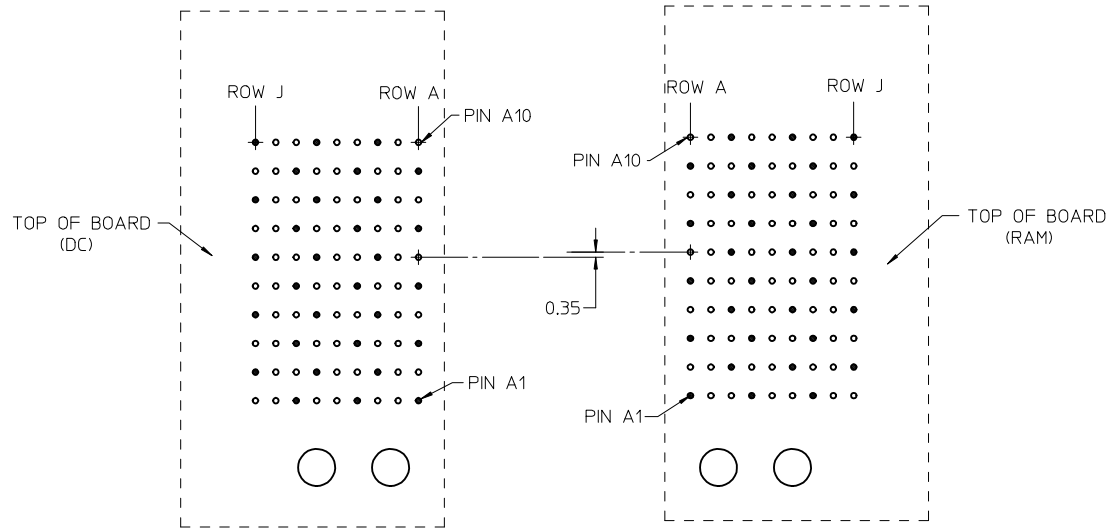 ROW J
ROW A
PIN A10
TOP OF BOARD
(DC)
PIN A1
0.35
ROW A
ROW J
PIN A10
TOP OF BOARD
(RAM)
PIN A1